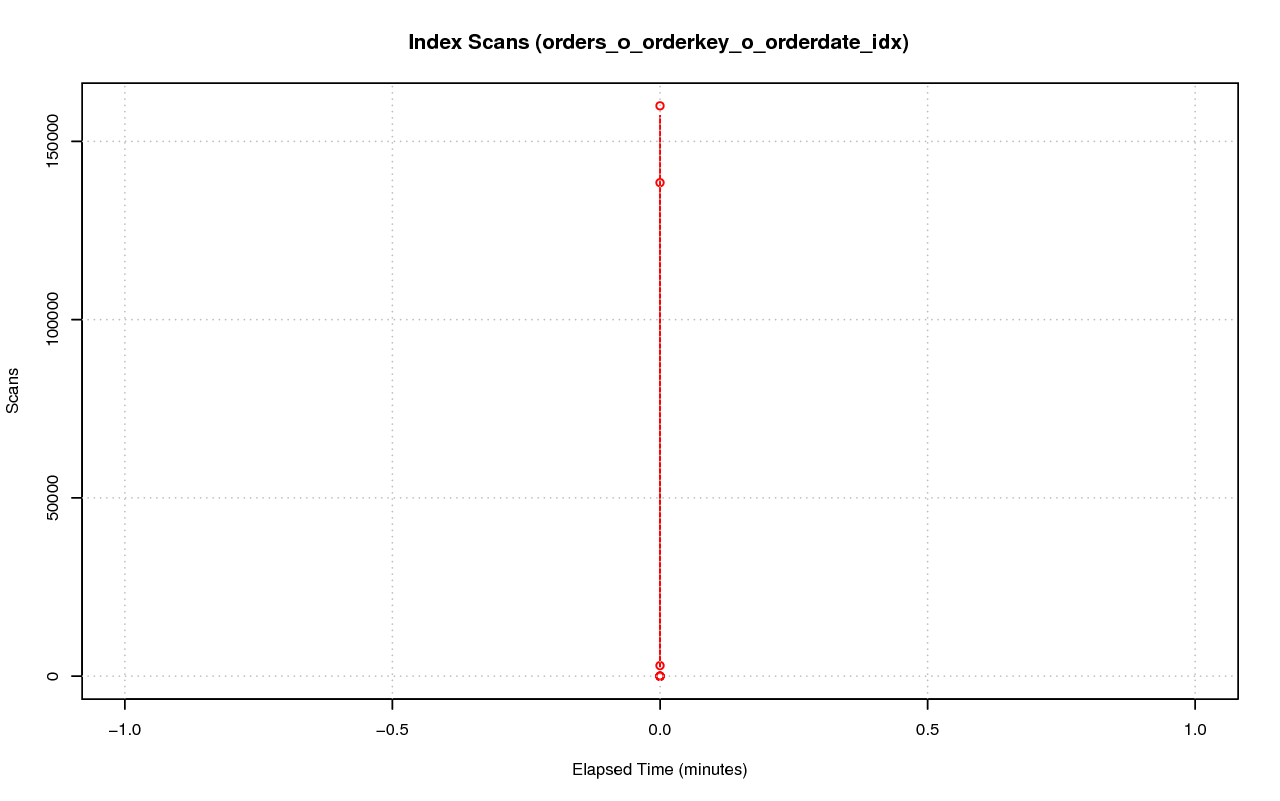 Index Scans (orders_o_orderkey_o_orderdate_idx)
150000
100000
50000
0
Scans
−1.0 −0.5 0.0 0.5 1.0
Elapsed Time (minutes)